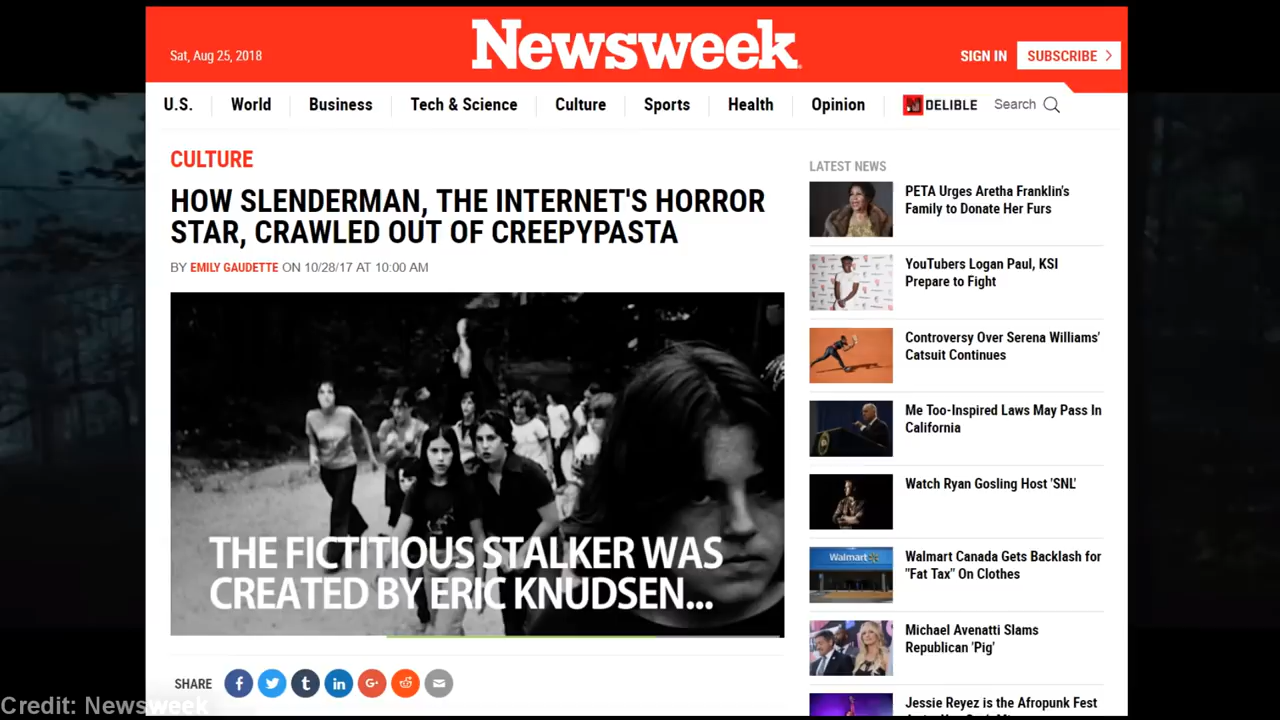 Sat, Aug 25, 2018
Newsweek
SIGN IN
SUBSCRIBE >
U.S.
World
Business
Tech & Science
Culture
Sports
Health
Opinion
N DELIBLE
Search
CULTURE
HOW SLENDERMAN, THE INTERNET'S HORROR
STAR, CRAWLED OUT OF CREEPYPASTA
BY EMILY GAUDETTE ON 10/28/17 AT 10:00 AM
THE FICTITIOUS STALKER WAS
CREATED BY ERIC KNUDSEN...
SHARE
LATEST NEWS
PETA Urges Aretha Franklin's
Family to Donate Her Furs
YouTubers Logan Paul, KSI
Prepare to Fight
Controversy Over Serena Williams'
Catsuit Continues
Me Too-Inspired Laws May Pass In
California
Watch Ryan Gosling Host 'SNL'
Walmart
Walmart Canada Gets Backlash for
"Fat Tax" On Clothes
Michael Avenatti Slams
Republican 'Pig'
Jessie Reyez is the Afropunk Fest
Credit: Newsweek